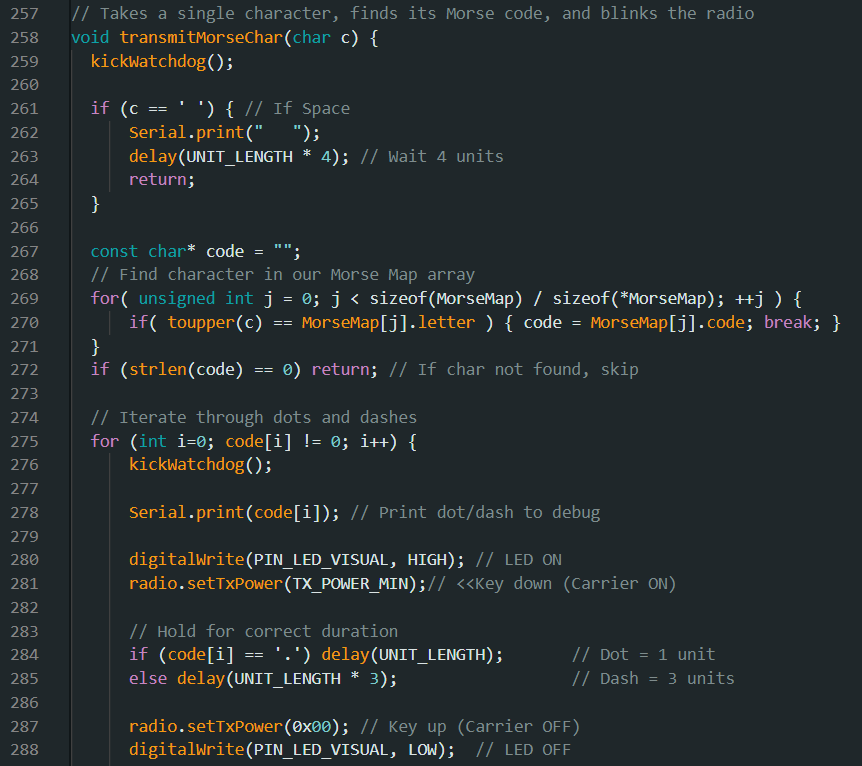 257 // Takes a single character, finds its Morse code, and blinks the radio
258 void transmitMorseChar(char c) {
259   kickWatchdog();
260
261   if (c == ' ') { // If Space
262       Serial.print("   ");
263       delay(UNIT_LENGTH * 4); // Wait 4 units
264       return;
265   }
266
267   const char* code = "";
268   // Find character in our Morse Map array
269   for( unsigned int j = 0; j < sizeof(MorseMap) / sizeof(*MorseMap); ++j ) {
270       if( toupper(c) == MorseMap[j].letter ) { code = MorseMap[j].code; break; }
271   }
272   if (strlen(code) == 0) return; // If char not found, skip
273
274   // Iterate through dots and dashes
275   for (int i=0; code[i] != 0; i++) {
276       kickWatchdog();
277
278       Serial.print(code[i]); // Print dot/dash to debug
279
280       digitalWrite(PIN_LED_VISUAL, HIGH); // LED ON
281       radio.setTxPower(TX_POWER_MIN);// <<Key down (Carrier ON)
282
283       // Hold for correct duration
284       if (code[i] == '.') delay(UNIT_LENGTH);       // Dot = 1 unit
285       else delay(UNIT_LENGTH * 3);                  // Dash = 3 units
286
287       radio.setTxPower(0x00); // Key up (Carrier OFF)
288       digitalWrite(PIN_LED_VISUAL, LOW);  // LED OFF